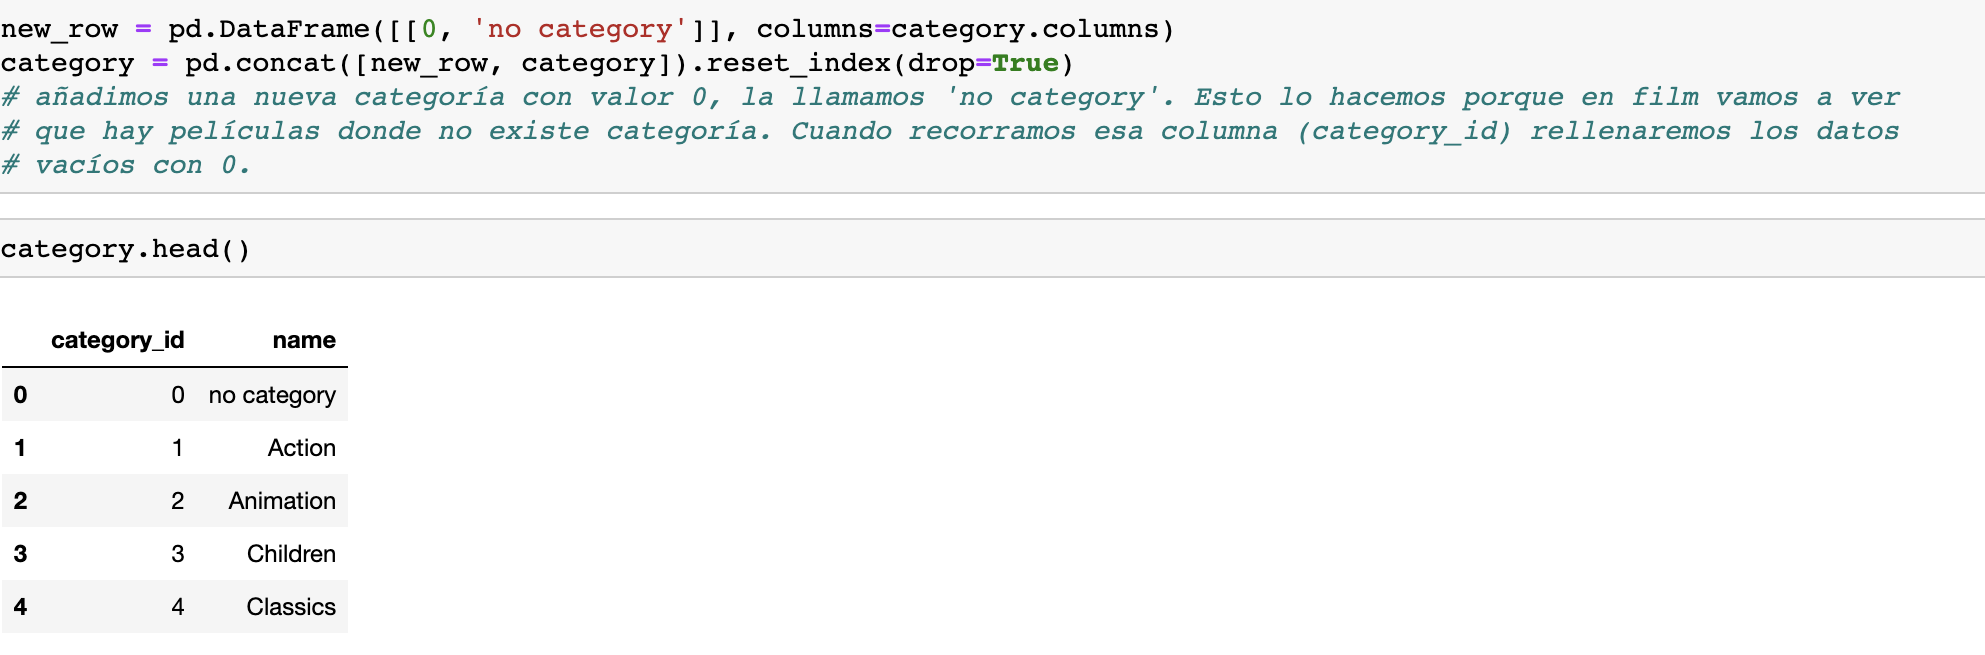 new_row = pd.DataFrame([[0, 'no category']], columns=category.columns)
category = pd.concat([new_row, category]).reset_index(drop=True)
# añadimos una nueva categoría con valor 0, la llamamos 'no category'. Esto lo hacemos porque en film vamos a ver
# que hay películas donde no existe categoría. Cuando recorramos esa columna (category_id) rellenaremos los datos
# vacíos con 0.
category.head()
category_id name
0 0 no category
1 1 Action
2 2 Animation
3 3 Children
4 4 Classics